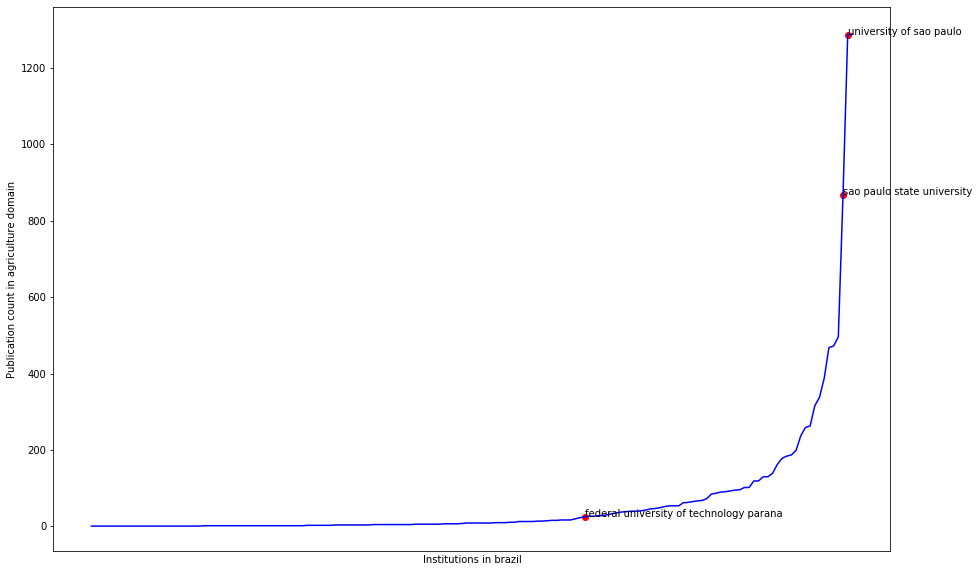 university of sao paulo
1200
1000
sao paulo state university
800
600
400
200
federal university of technology parana
0
Publication count in agriculture domain
Institutions in brazil